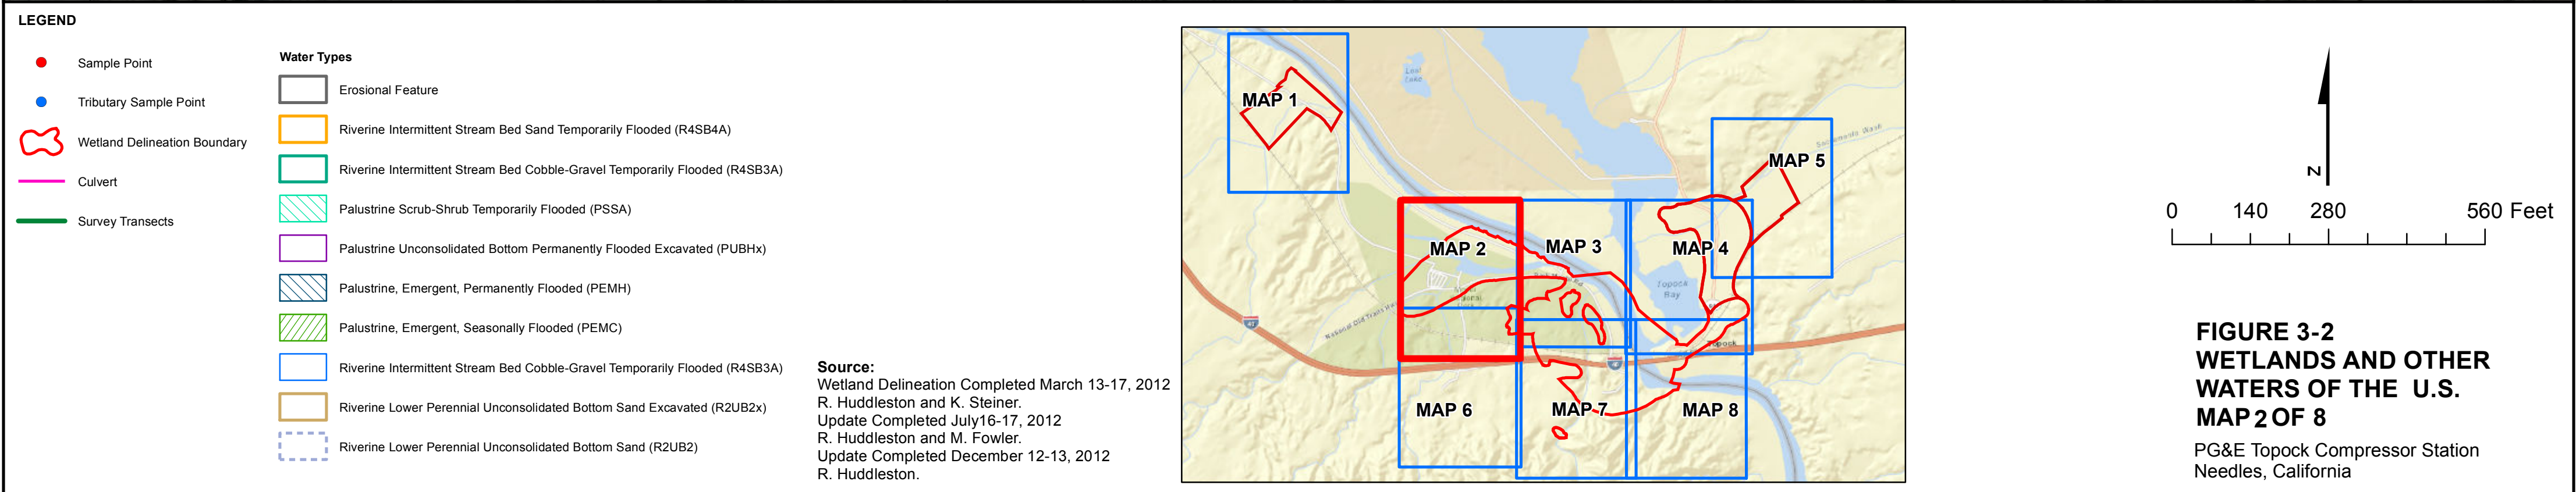 LEGEND
Sample Point
Tributary Sample Point
Wetland Delineation Boundary
Culvert
Survey Transects
Water Types
Erosional Feature
Riverine Intermittent Stream Bed Sand Temporarily Flooded (R4SB4A)
Riverine Intermittent Stream Bed Cobble-Gravel Temporarily Flooded (R4SB3A)
Palustrine Scrub-Shrub Temporarily Flooded (PSSA)
Palustrine Unconsolidated Bottom Permanently Flooded Excavated (PUBHx)
Palustrine, Emergent, Permanently Flooded (PEMH)
Palustrine, Emergent, Seasonally Flooded (PEMC)
Riverine Intermittent Stream Bed Cobble-Gravel Temporarily Flooded (R4SB3A)
Riverine Lower Perennial Unconsolidated Bottom Sand Excavated (R2UB2x)
Riverine Lower Perennial Unconsolidated Bottom Sand (R2UB2)
Source:
Wetland Delineation Completed March 13-17, 2012
R. Huddleston and K. Steiner.
Update Completed July16-17, 2012
R. Huddleston and M. Fowler.
Update Completed December 12-13, 2012
R. Huddleston.
MAP 1
Lake
MAP 5
Wash
MAP 2
MAP 3
MAP 4
Topock
Bay
National Old Trails
Topock
MAP 6
MAP 7
MAP 8
N
0 140 280 560 Feet
FIGURE 3-2
WETLANDS AND OTHER
WATERS OF THE U.S.
MAP 2 OF 8
PG&E Topock Compressor Station
Needles, California